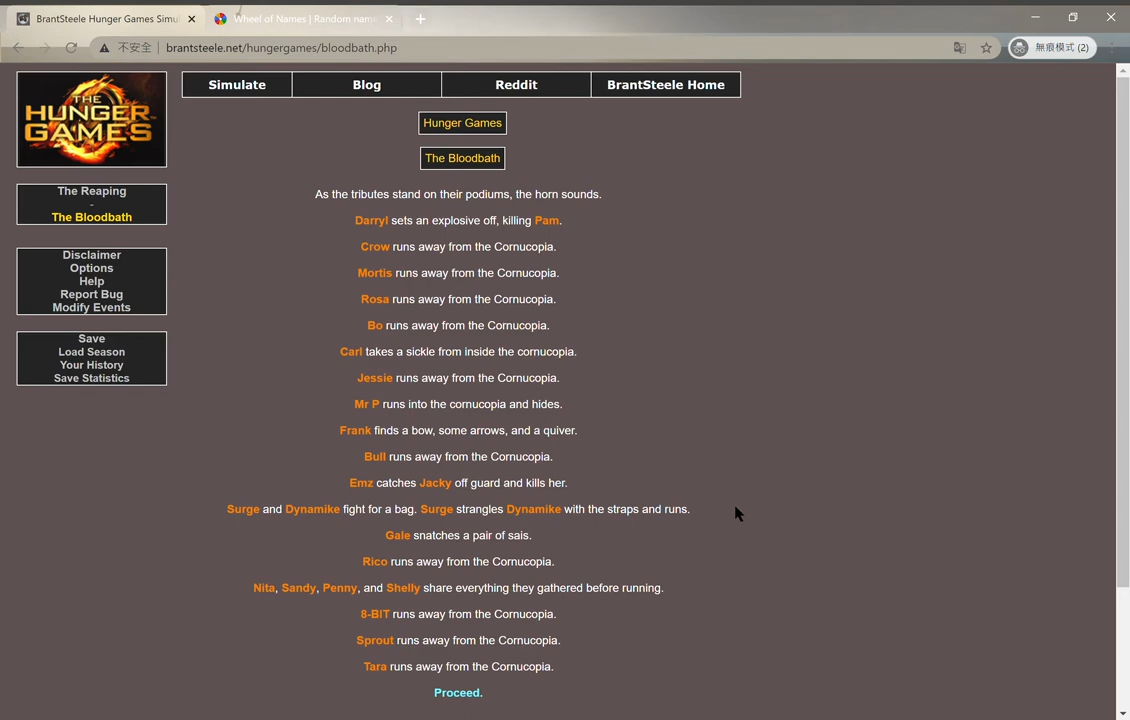 BrantSteele Hunger Games Simul
Wheel of Names | Random name
不安全
brantsteele.net/hungergames/bloodbath.php
無痕模式 (2)
THE
HUNGER
GAMES
Simulate
Blog
Reddit
BrantSteele Home
The Reaping
-
The Bloodbath
Disclaimer
Options
Help
Report Bug
Modify Events
Save
Load Season
Your History
Save Statistics
Hunger Games
The Bloodbath
As the tributes stand on their podiums, the horn sounds.
Darryl sets an explosive off, killing Pam.
Crow runs away from the Cornucopia.
Mortis runs away from the Cornucopia.
Rosa runs away from the Cornucopia.
Bo runs away from the Cornucopia.
Carl takes a sickle from inside the cornucopia.
Jessie runs away from the Cornucopia.
Mr P runs into the cornucopia and hides.
Frank finds a bow, some arrows, and a quiver.
Bull runs away from the Cornucopia.
Emz catches Jacky off guard and kills her.
Surge and Dynamike fight for a bag. Surge strangles Dynamike with the straps and runs.
Gale snatches a pair of sais.
Rico runs away from the Cornucopia.
Nita, Sandy, Penny, and Shelly share everything they gathered before running.
8-BIT runs away from the Cornucopia.
Sprout runs away from the Cornucopia.
Tara runs away from the Cornucopia.
Proceed.